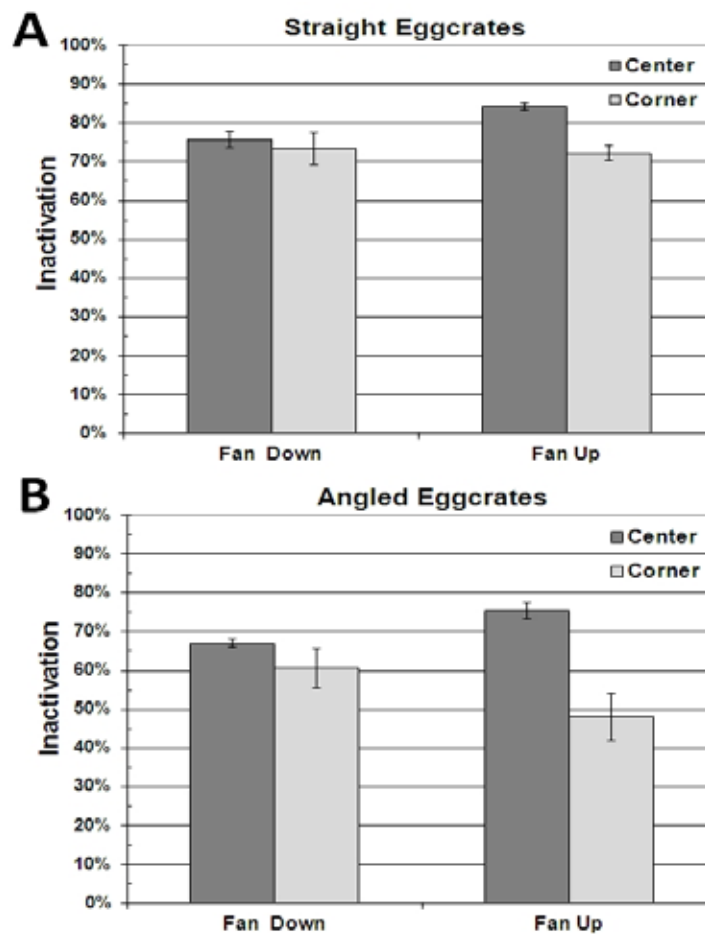 A
Straight Eggcrates
100%
90%
80%
70%
60%
50%
40%
30%
20%
10%
0%
Inactivation
Center
Corner
Fan Down
Fan Up
B
Angled Eggcrates
100%
90%
80%
70%
60%
50%
40%
30%
20%
10%
0%
Inactivation
Center
Corner
Fan Down
Fan Up